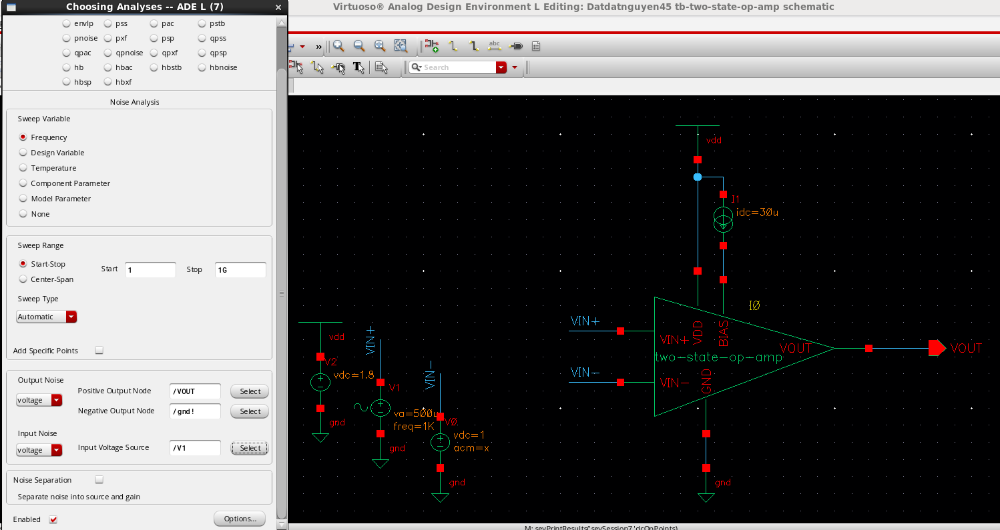 Choosing Analyses -- ADE L (7)
Virtuoso® Analog Design Environment L Editing: Datdatnguyen45 tb-two-state-op-amp schematic
envlp pss pac pstb
pnoise pxf psp qpss
qpac qpnoise qpxf qpsp
hb hbac hbstb hbnoise
hbsp hbxf
Noise Analysis
Sweep Variable
Frequency
Design Variable
Temperature
Component Parameter
Model Parameter
None
Sweep Range
Start-Stop
Start 1 Stop 1G
Center-Span
Sweep Type
Automatic
Add Specific Points
Output Noise
voltage
Positive Output Node /VOUT Select
Negative Output Node /gnd! Select
Input Noise
voltage
Input Voltage Source /V1 Select
Noise Separation
Separate noise into source and gain
Enabled
Options...
»
abc
T
Search
vdd
I1
idc=30u
I0
VIN+
VIN+
VDD
BIAS
VOUT
VOUT
two-state-op-amp
VIN-
VIN-
GND
gnd
vdd
V2
vdc=1.8
gnd
VIN+
V1
va=500u
freq=1K
gnd
VIN-
V0
vdc=1
acm=x
gnd
M: sevPrintResults('sevSession7 'dcOpPoints)